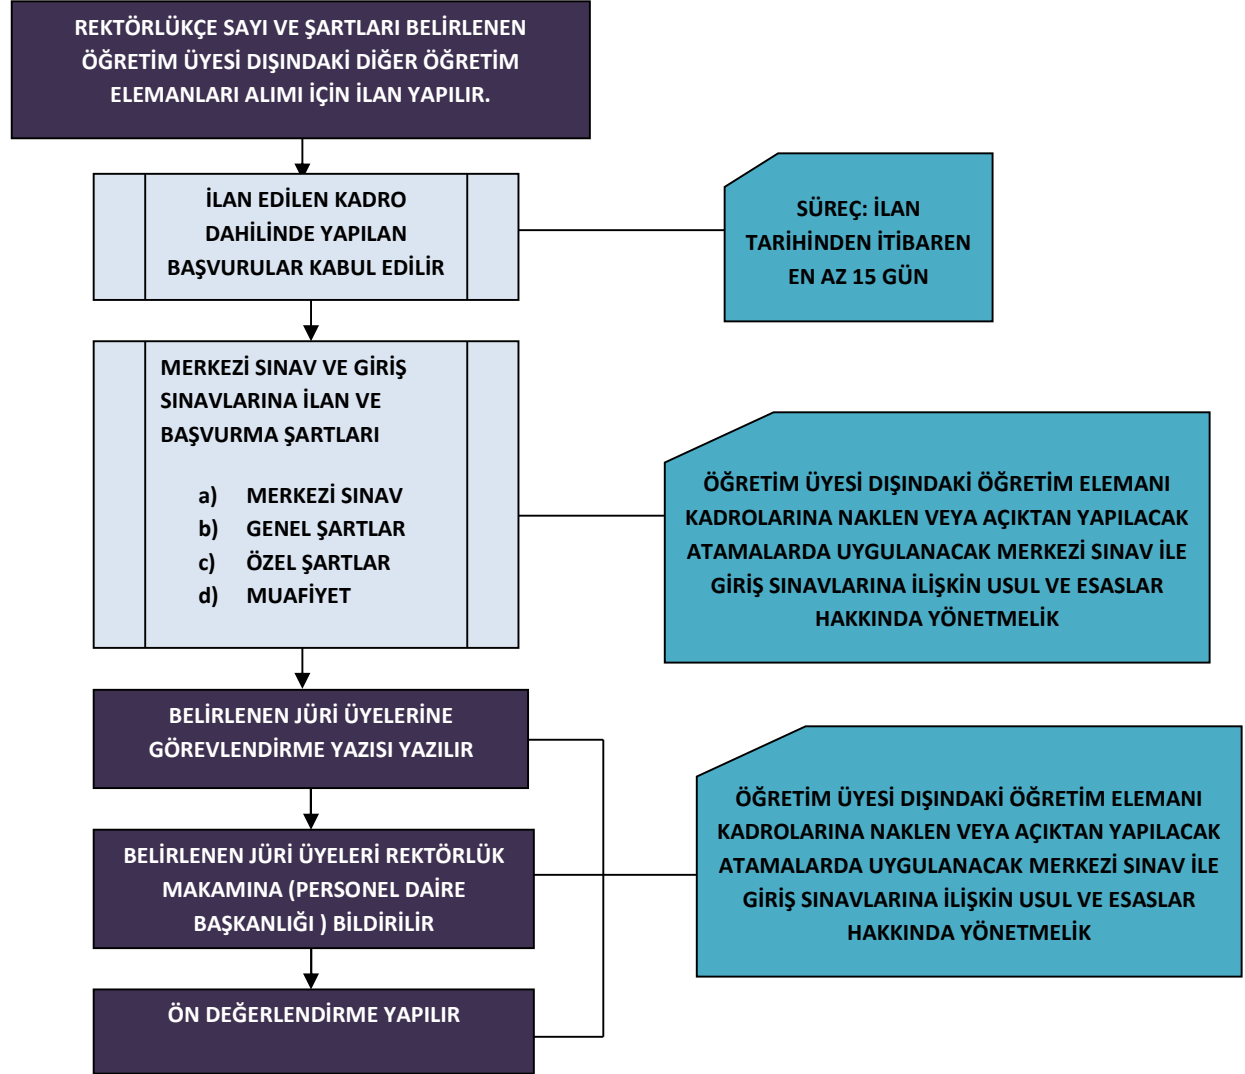 REKTÖRLÜKÇE SAYI VE ŞARTLARI BELİRLENEN
ÖĞRETİM ÜYESİ DIŞINDAKİ DİĞER ÖĞRETİM
ELEMANLARI ALIMI İÇİN İLAN YAPILIR.
İLAN EDİLEN KADRO
DAHİLİNDE YAPILAN
BAŞVURULAR KABUL EDİLİR
SÜREÇ: İLAN
TARİHİNDEN İTİBAREN
EN AZ 15 GÜN
MERKEZİ SINAV VE GİRİŞ
SINAVLARINA İLAN VE
BAŞVURMA ŞARTLARI
a) MERKEZİ SINAV
b) GENEL ŞARTLAR
c) ÖZEL ŞARTLAR
d) MUAFİYET
ÖĞRETİM ÜYESİ DIŞINDAKİ ÖĞRETİM ELEMANI
KADROLARINA NAKLEN VEYA AÇIKTAN YAPILACAK
ATAMALARDA UYGULANACAK MERKEZİ SINAV İLE
GİRİŞ SINAVLARINA İLİŞKİN USUL VE ESASLAR
HAKKINDA YÖNETMELİK
BELİRLENEN JÜRİ ÜYELERİNE
GÖREVLENDİRME YAZISI YAZILIR
BELİRLENEN JÜRİ ÜYELERİ REKTÖRLÜK
MAKAMINA (PERSONEL DAİRE
BAŞKANLIĞI ) BİLDİRİLİR
ÖN DEĞERLENDİRME YAPILIR
ÖĞRETİM ÜYESİ DIŞINDAKİ ÖĞRETİM ELEMANI
KADROLARINA NAKLEN VEYA AÇIKTAN YAPILACAK
ATAMALARDA UYGULANACAK MERKEZİ SINAV İLE
GİRİŞ SINAVLARINA İLİŞKİN USUL VE ESASLAR
HAKKINDA YÖNETMELİK